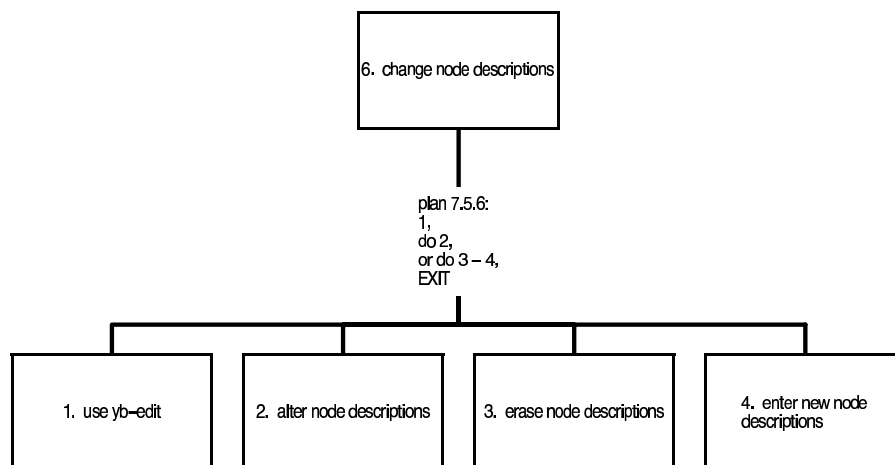 6. change node descriptions
plan 7.5.6:
1,
do 2,
or do 3 – 4,
EXIT
1. use yb–edit
2. alter node descriptions
3. erase node descriptions
4. enter new node
descriptions